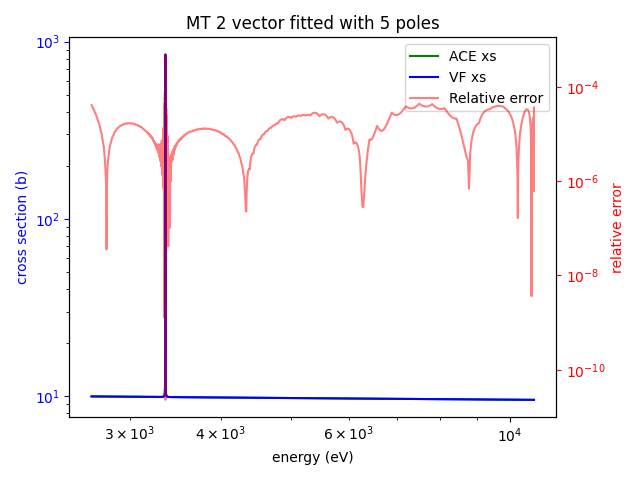 MT 2 vector fitted with 5 poles
ACE xs
VF xs
Relative error
cross section (b)
10³
10²
10¹
relative error
10⁻⁴
10⁻⁶
10⁻⁸
10⁻¹⁰
3 × 10³
4 × 10³
6 × 10³
10⁴
energy (eV)